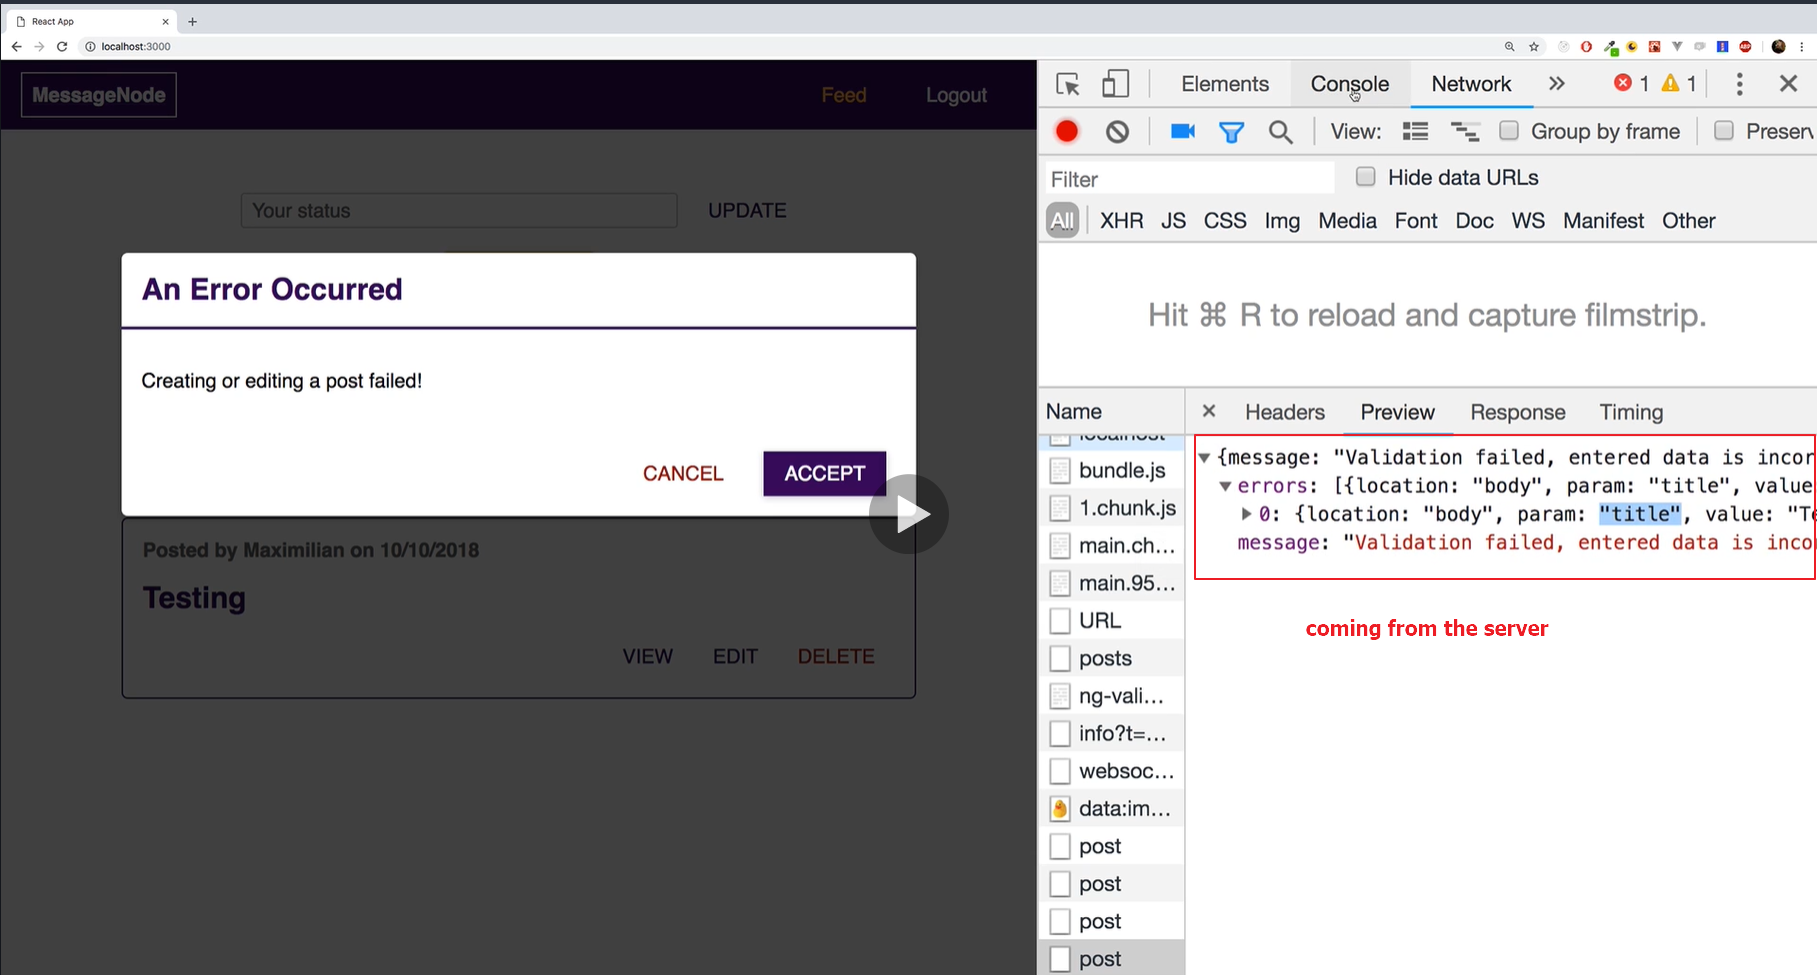 React App
localhost:3000
MessageNode
Feed
Logout
Your status
UPDATE
An Error Occurred
Creating or editing a post failed!
CANCEL
ACCEPT
Posted by Maximilian on 10/10/2018
Testing
VIEW
EDIT
DELETE
Elements
Console
Network
1
1
View:
Group by frame
Preserv
Filter
Hide data URLs
All
XHR
JS
CSS
Img
Media
Font
Doc
WS
Manifest
Other
Hit ⌘ R to reload and capture filmstrip.
Name
localhost
bundle.js
1.chunk.js
main.ch...
main.95...
URL
posts
ng-vali...
info?t=...
websoc...
data:im...
post
post
post
post
Headers
Preview
Response
Timing
{message: "Validation failed, entered data is incor
errors: [{location: "body", param: "title", value
0: {location: "body", param: "title", value: "Te
message: "Validation failed, entered data is inco
coming from the server